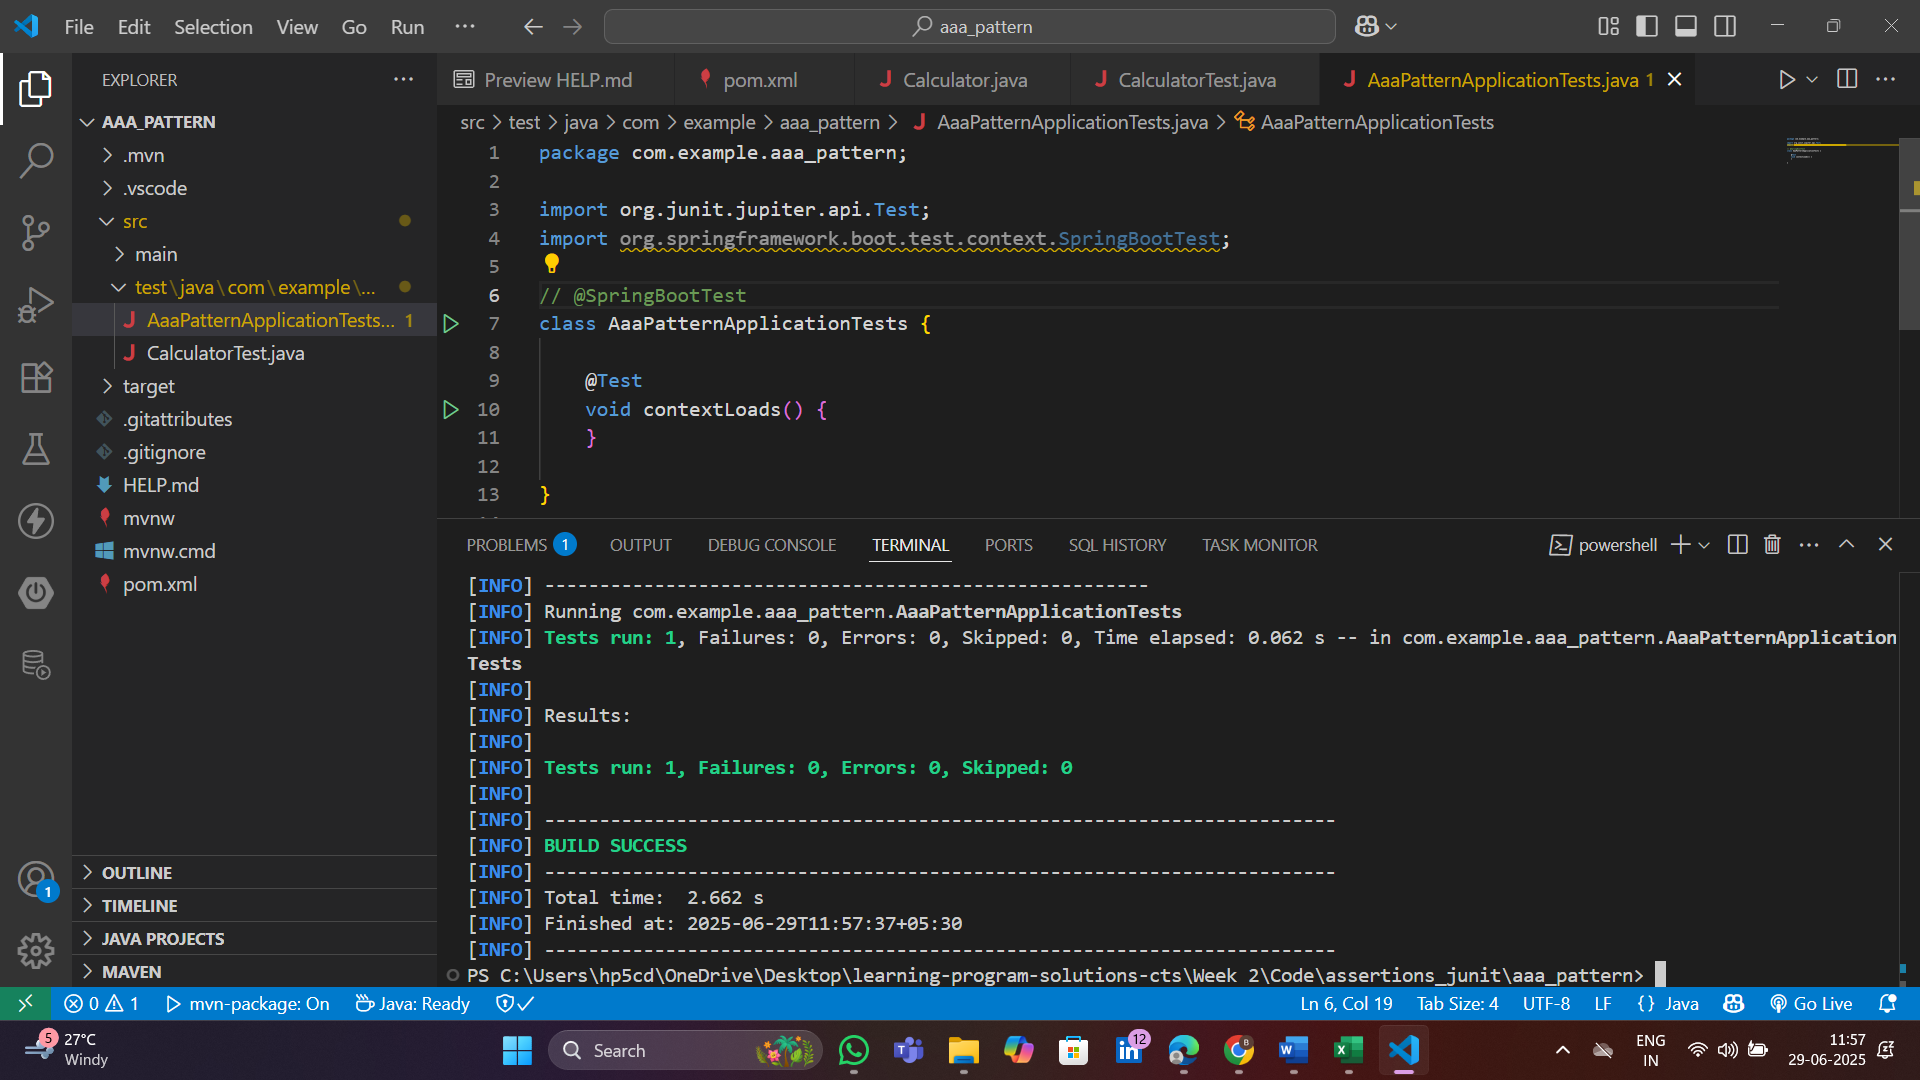 File Edit Selection View Go Run ···
aaa_pattern
EXPLORER
AAA_PATTERN
.mvn
.vscode
src
main
test\java\com\example\...
AaaPatternApplicationTests... 1
CalculatorTest.java
target
.gitattributes
.gitignore
HELP.md
mvnw
mvnw.cmd
pom.xml
OUTLINE
TIMELINE
JAVA PROJECTS
MAVEN
1
Preview HELP.md
pom.xml
Calculator.java
CalculatorTest.java
AaaPatternApplicationTests.java 1
src > test > java > com > example > aaa_pattern > AaaPatternApplicationTests.java > AaaPatternApplicationTests
1 package com.example.aaa_pattern;
2
3 import org.junit.jupiter.api.Test;
4 import org.springframework.boot.test.context.SpringBootTest;
5
6 // @SpringBootTest
7 class AaaPatternApplicationTests {
8
9 @Test
10 void contextLoads() {
11 }
12
13 }
PROBLEMS 1 OUTPUT DEBUG CONSOLE TERMINAL PORTS SQL HISTORY TASK MONITOR
powershell
[INFO] -------------------------------------------------------
[INFO] Running com.example.aaa_pattern.AaaPatternApplicationTests
[INFO] Tests run: 1, Failures: 0, Errors: 0, Skipped: 0, Time elapsed: 0.062 s -- in com.example.aaa_pattern.AaaPatternApplication
Tests
[INFO]
[INFO] Results:
[INFO]
[INFO] Tests run: 1, Failures: 0, Errors: 0, Skipped: 0
[INFO]
[INFO] ------------------------------------------------------------------------
[INFO] BUILD SUCCESS
[INFO] ------------------------------------------------------------------------
[INFO] Total time:  2.662 s
[INFO] Finished at: 2025-06-29T11:57:37+05:30
[INFO] ------------------------------------------------------------------------
PS C:\Users\hp5cd\OneDrive\Desktop\learning-program-solutions-cts\Week 2\Code\assertions_junit\aaa_pattern>
0 1 mvn-package: On Java: Ready
Ln 6, Col 19 Tab Size: 4 UTF-8 LF {} Java Go Live
5 27°C
Windy
Search
12
ENG
IN
11:57
29-06-2025